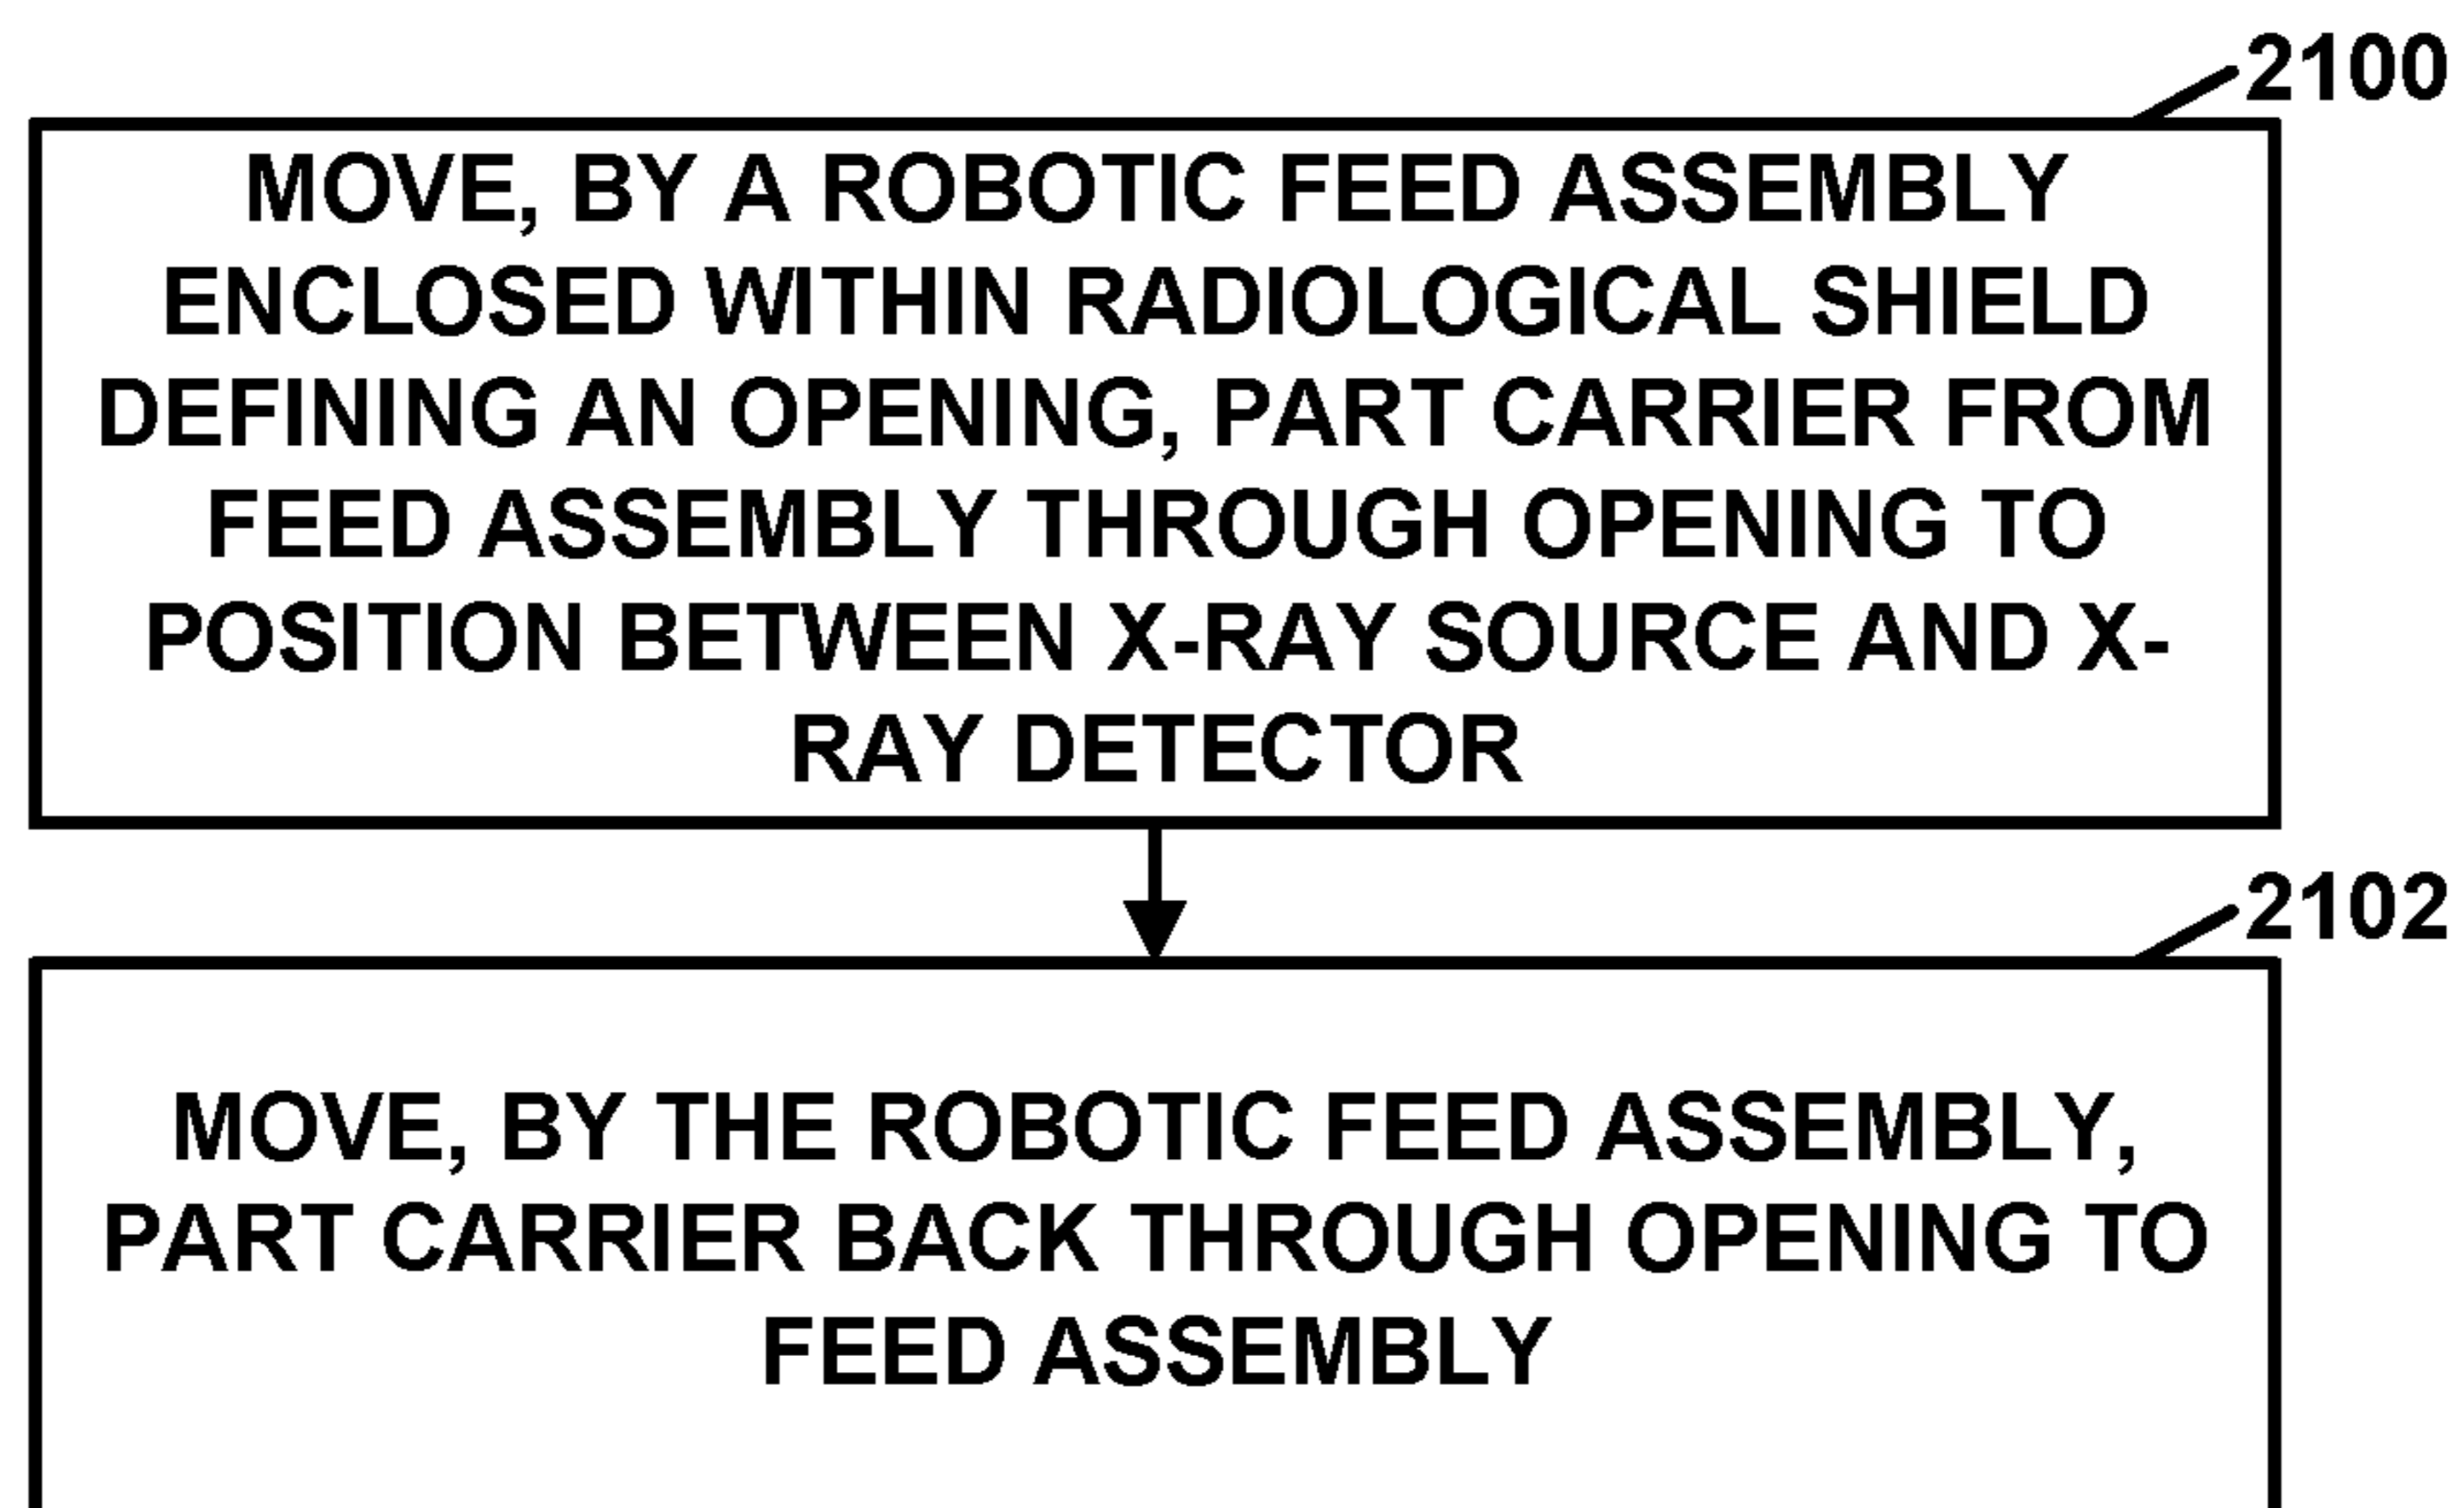 2100
MOVE, BY A ROBOTIC FEED ASSEMBLY
ENCLOSED WITHIN RADIOLOGICAL SHIELD
DEFINING AN OPENING, PART CARRIER FROM
FEED ASSEMBLY THROUGH OPENING TO
POSITION BETWEEN X-RAY SOURCE AND X-
RAY DETECTOR
2102
MOVE, BY THE ROBOTIC FEED ASSEMBLY,
PART CARRIER BACK THROUGH OPENING TO
FEED ASSEMBLY